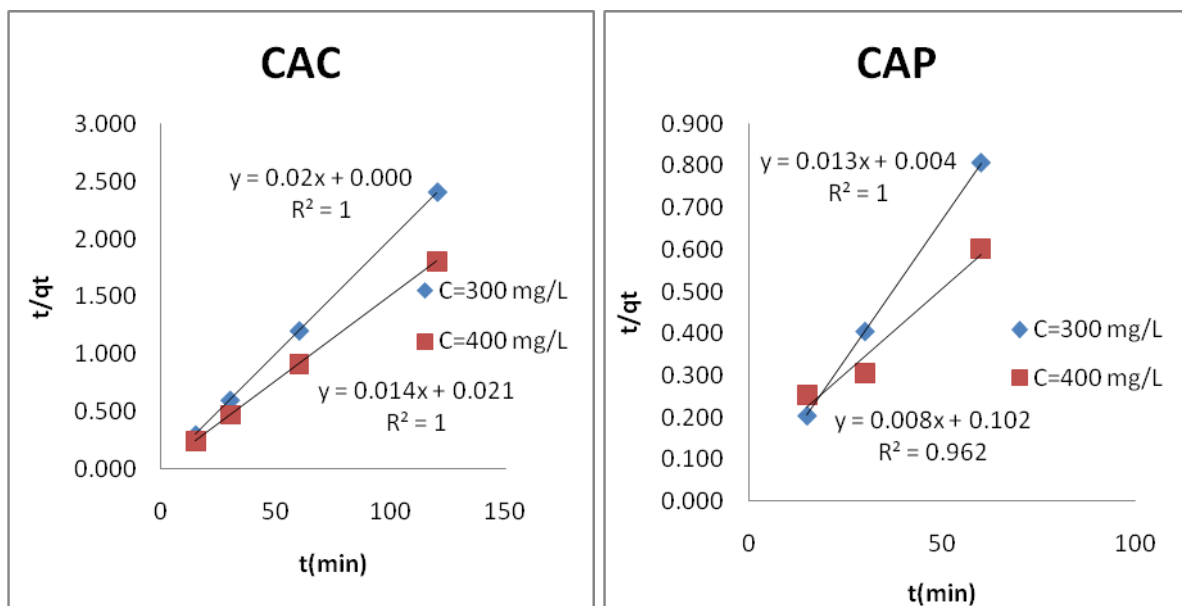 CAC
3.000
2.500
2.000
1.500
1.000
0.500
0.000
t/qt
y = 0.02x + 0.000
R² = 1
C=300 mg/L
C=400 mg/L
y = 0.014x + 0.021
R² = 1
0
50
100
150
t(min)
CAP
0.900
0.800
0.700
0.600
0.500
0.400
0.300
0.200
0.100
0.000
t/qt
y = 0.013x + 0.004
R² = 1
C=300 mg/L
C=400 mg/L
y = 0.008x + 0.102
R² = 0.962
0
50
100
t(min)